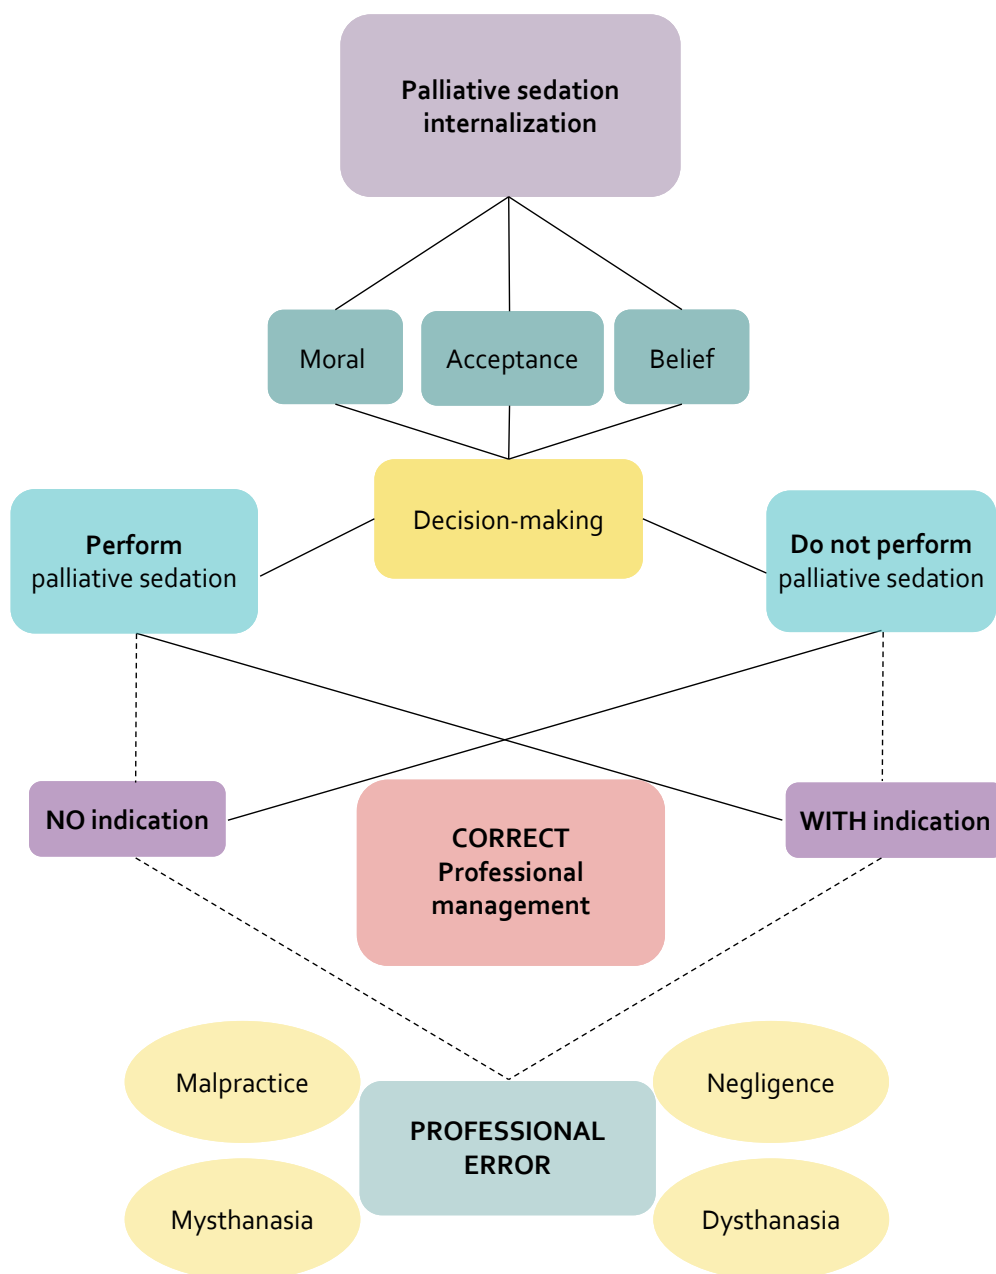 Palliative sedation
internalization
Moral
Acceptance
Belief
Decision-making
Perform
palliative sedation
Do not perform
palliative sedation
NO indication
WITH indication
CORRECT
Professional
management
Malpractice
Negligence
PROFESSIONAL
ERROR
Mysthanasia
Dysthanasia